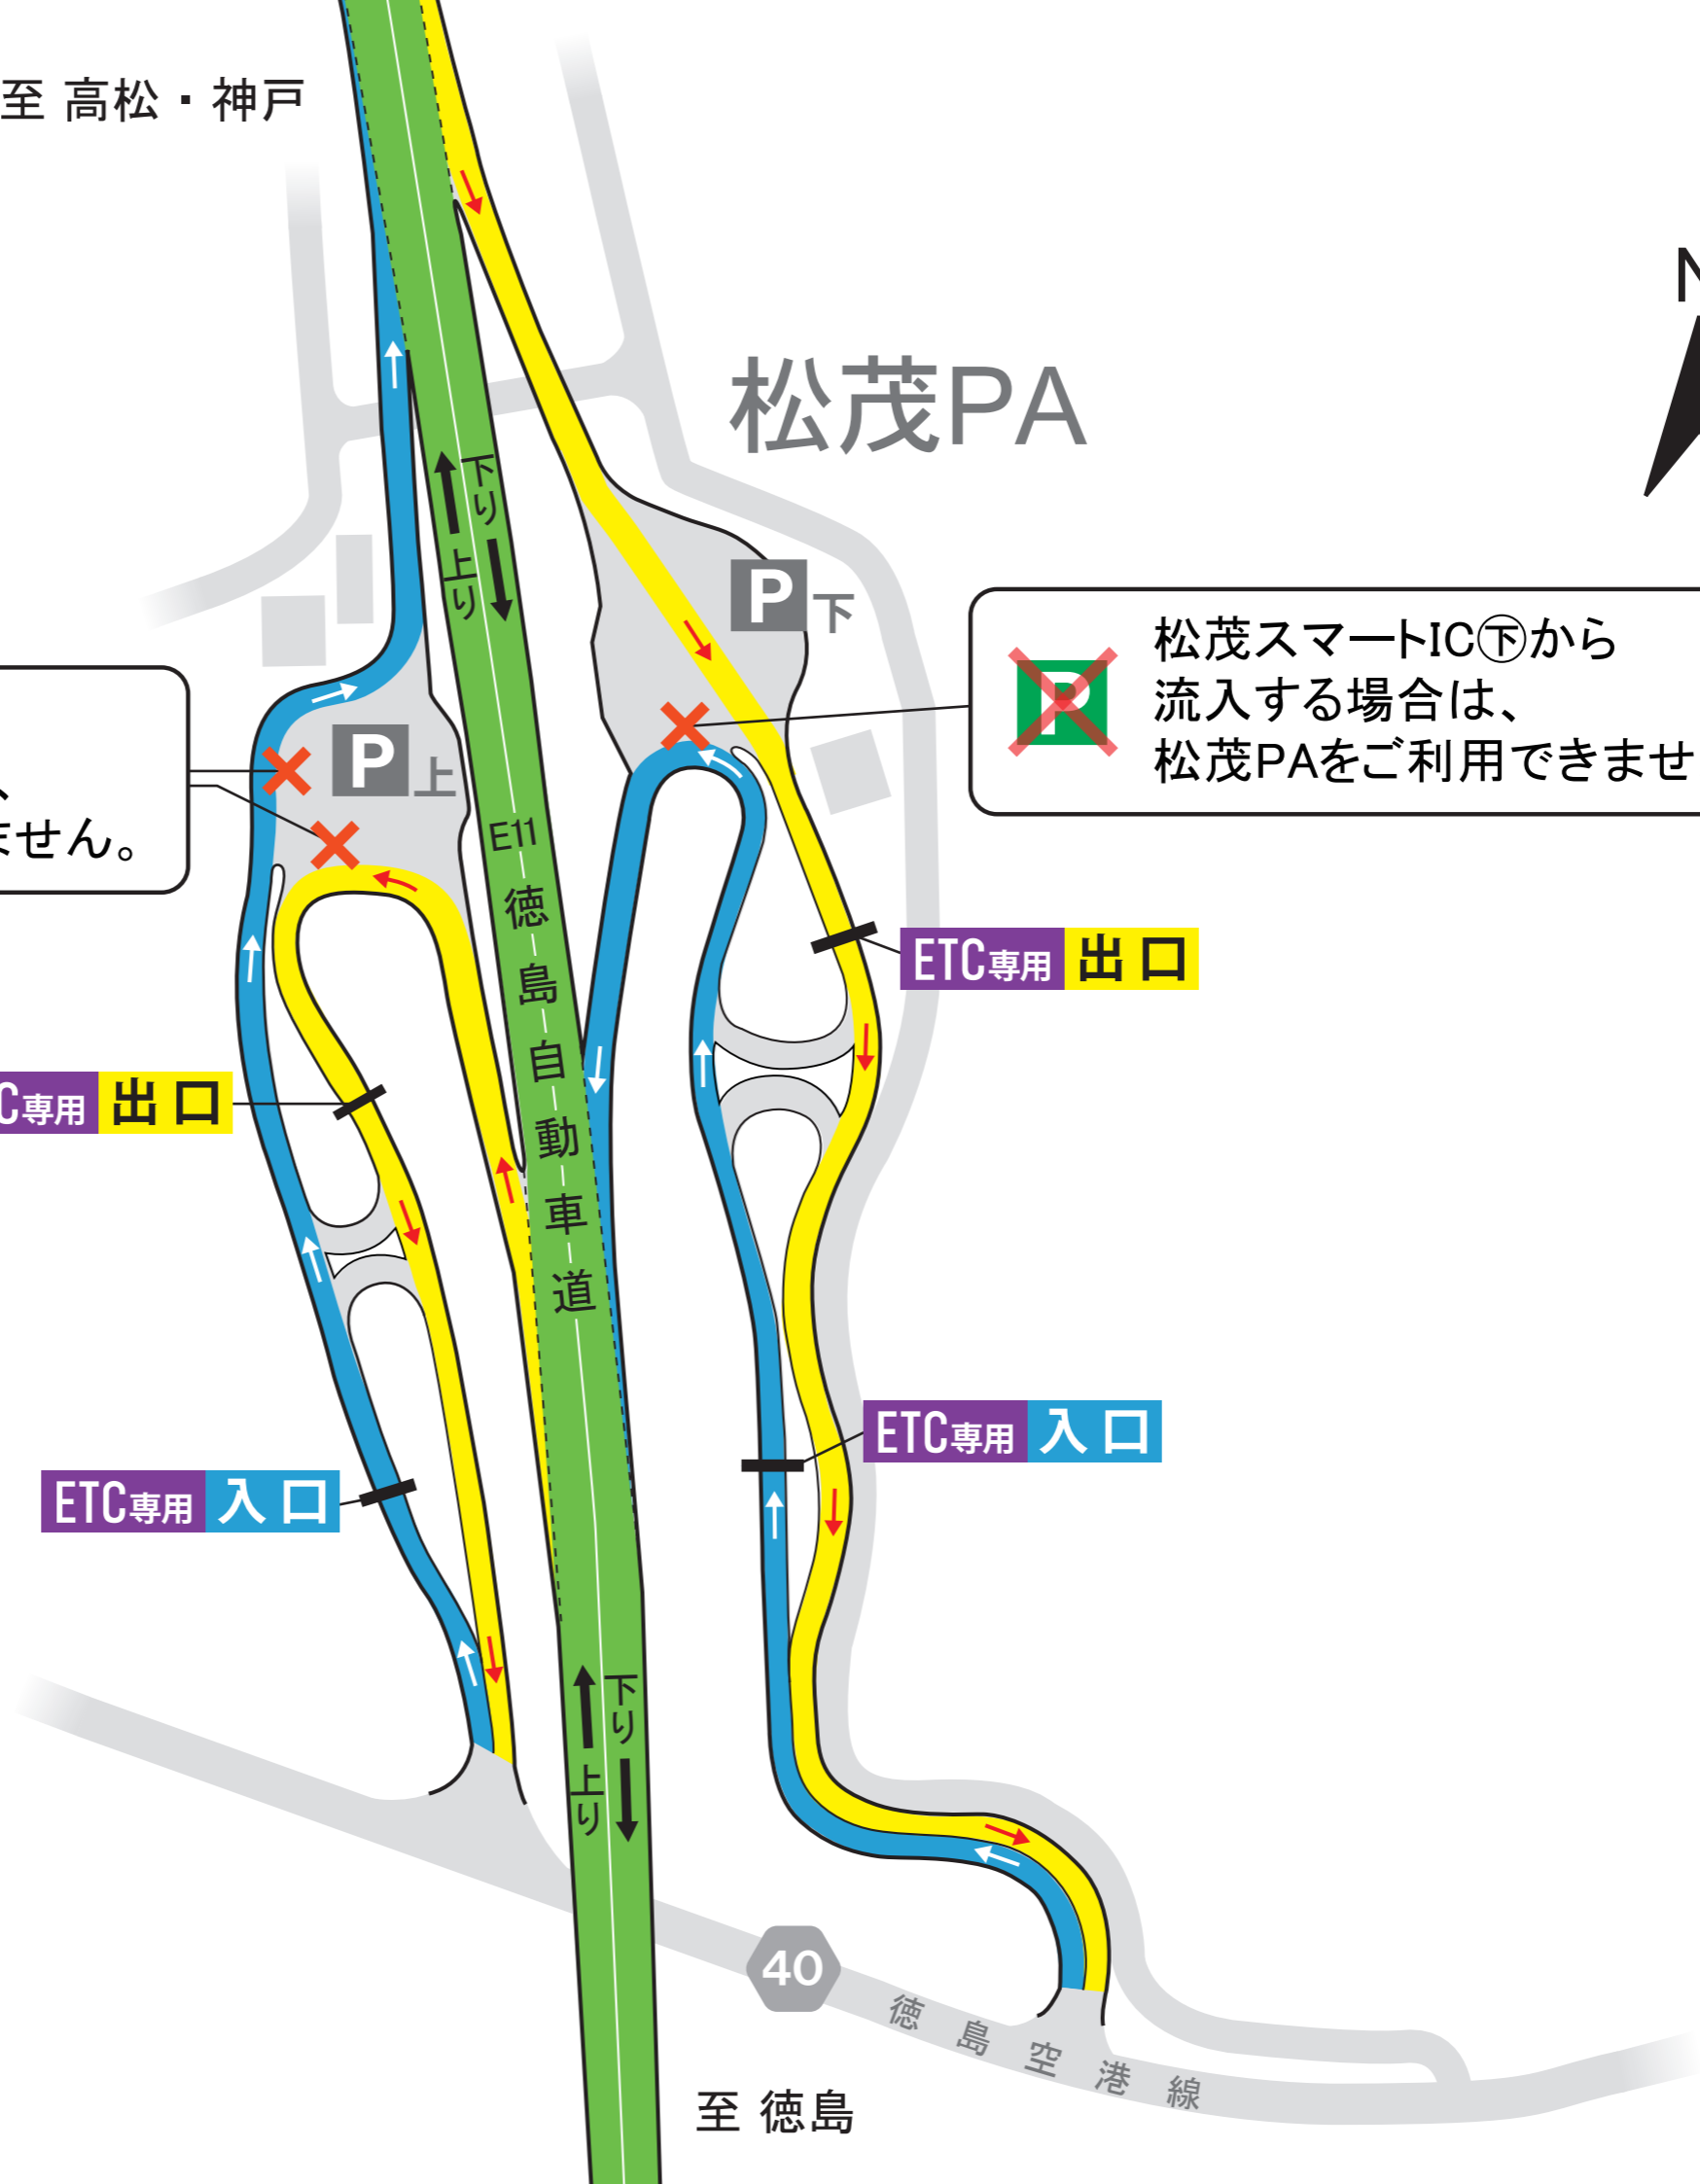 至 高松・神戸
N
松茂PA
下り
上り
P下
松茂スマートIC㊦から
流入する場合は、
松茂PAをご利用できませ
P
P上
、
ません。
E11
徳島自動車道
ETC専用 出口
C専用 出口
ETC専用 入口
ETC専用 入口
下り
上り
40
徳島空港線
至 徳島